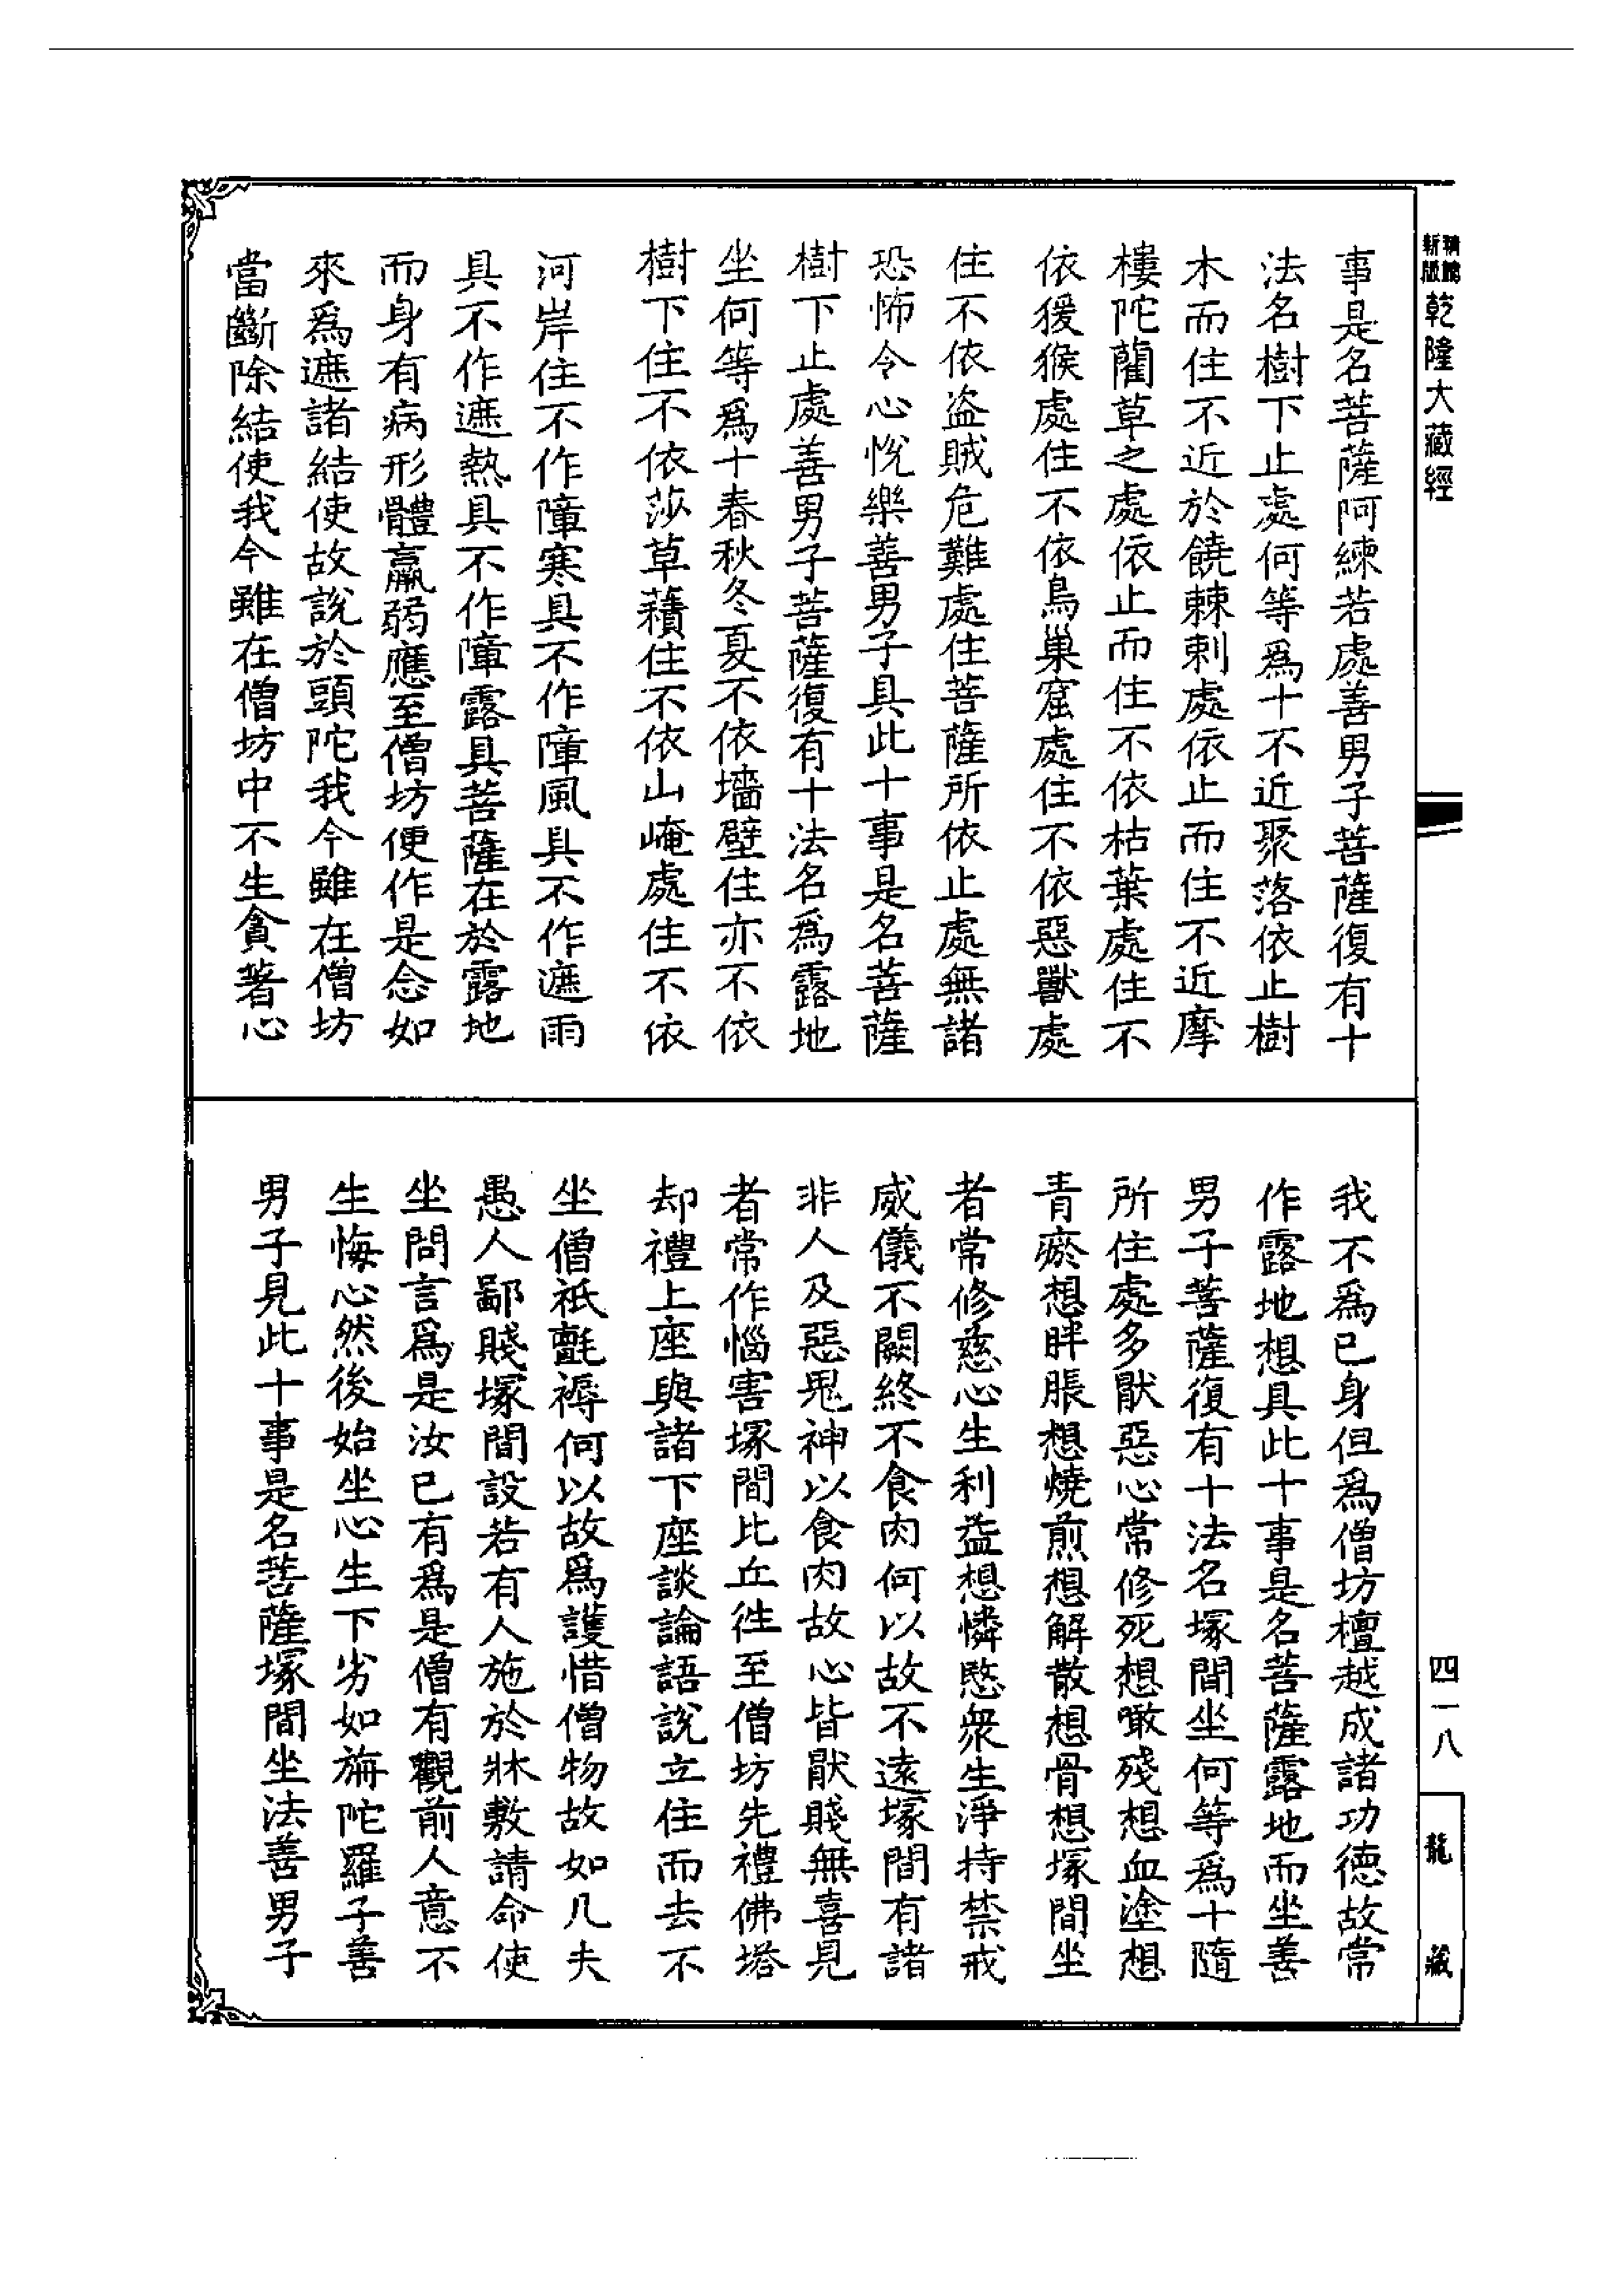 精縮
新版
乾隆大藏經
事是名菩薩阿練若處善男子菩薩復有十
法名樹下止處何等爲十不近聚落依止樹
木而住不近於饒棘刺處依止而住不近摩
樓陀蘭草之處依止而住不依枯葉處住不
依猨猴處住不依鳥巢窟處住不依惡獸處
住不依盜賊危難處住菩薩所依止處無諸
恐怖令心悅樂善男子具此十事是名菩薩
樹下止處善男子菩薩復有十法名爲露地
坐何等爲十春秋冬夏不依墻壁住亦不依
樹下住不依莎草𧂐住不依山崦處住不依
河岸住不作障寒具不作障風具不作遮雨
具不作遮熱具不作障露具菩薩在於露地
而身有病形體羸弱應至僧坊便作是念如
來爲遮諸結使故說於頭陀我今雖在僧坊
當斷除結使我今雖在僧坊中不生貪著心
我不爲已身但爲僧坊檀越成諸功德故常
作露地想具此十事是名菩薩露地而坐善
男子菩薩復有十法名塚間坐何等爲十隨
所住處多猒惡心常修死想噉殘想血塗想
青瘀想胖脹想燒煎想解散想骨想塚間坐
者常修慈心生利益想憐愍衆生淨持禁戒
威儀不闕終不食肉何以故不遠塚間有諸
非人及惡鬼神以食肉故心皆猒賤無喜見
者常作惱害塚間比丘徃至僧坊先禮佛塔
却禮上座與諸下座談論語說立住而去不
坐僧祇氎褥何以故爲護惜僧物故如凡夫
愚人鄙賤塚間設若有人施於牀敷請命使
坐問言爲是汝已有爲是僧有觀前人意不
生悔心然後始坐心生下劣如旃陀羅子善
男子見此十事是名菩薩塚間坐法善男子
四一八
龍藏